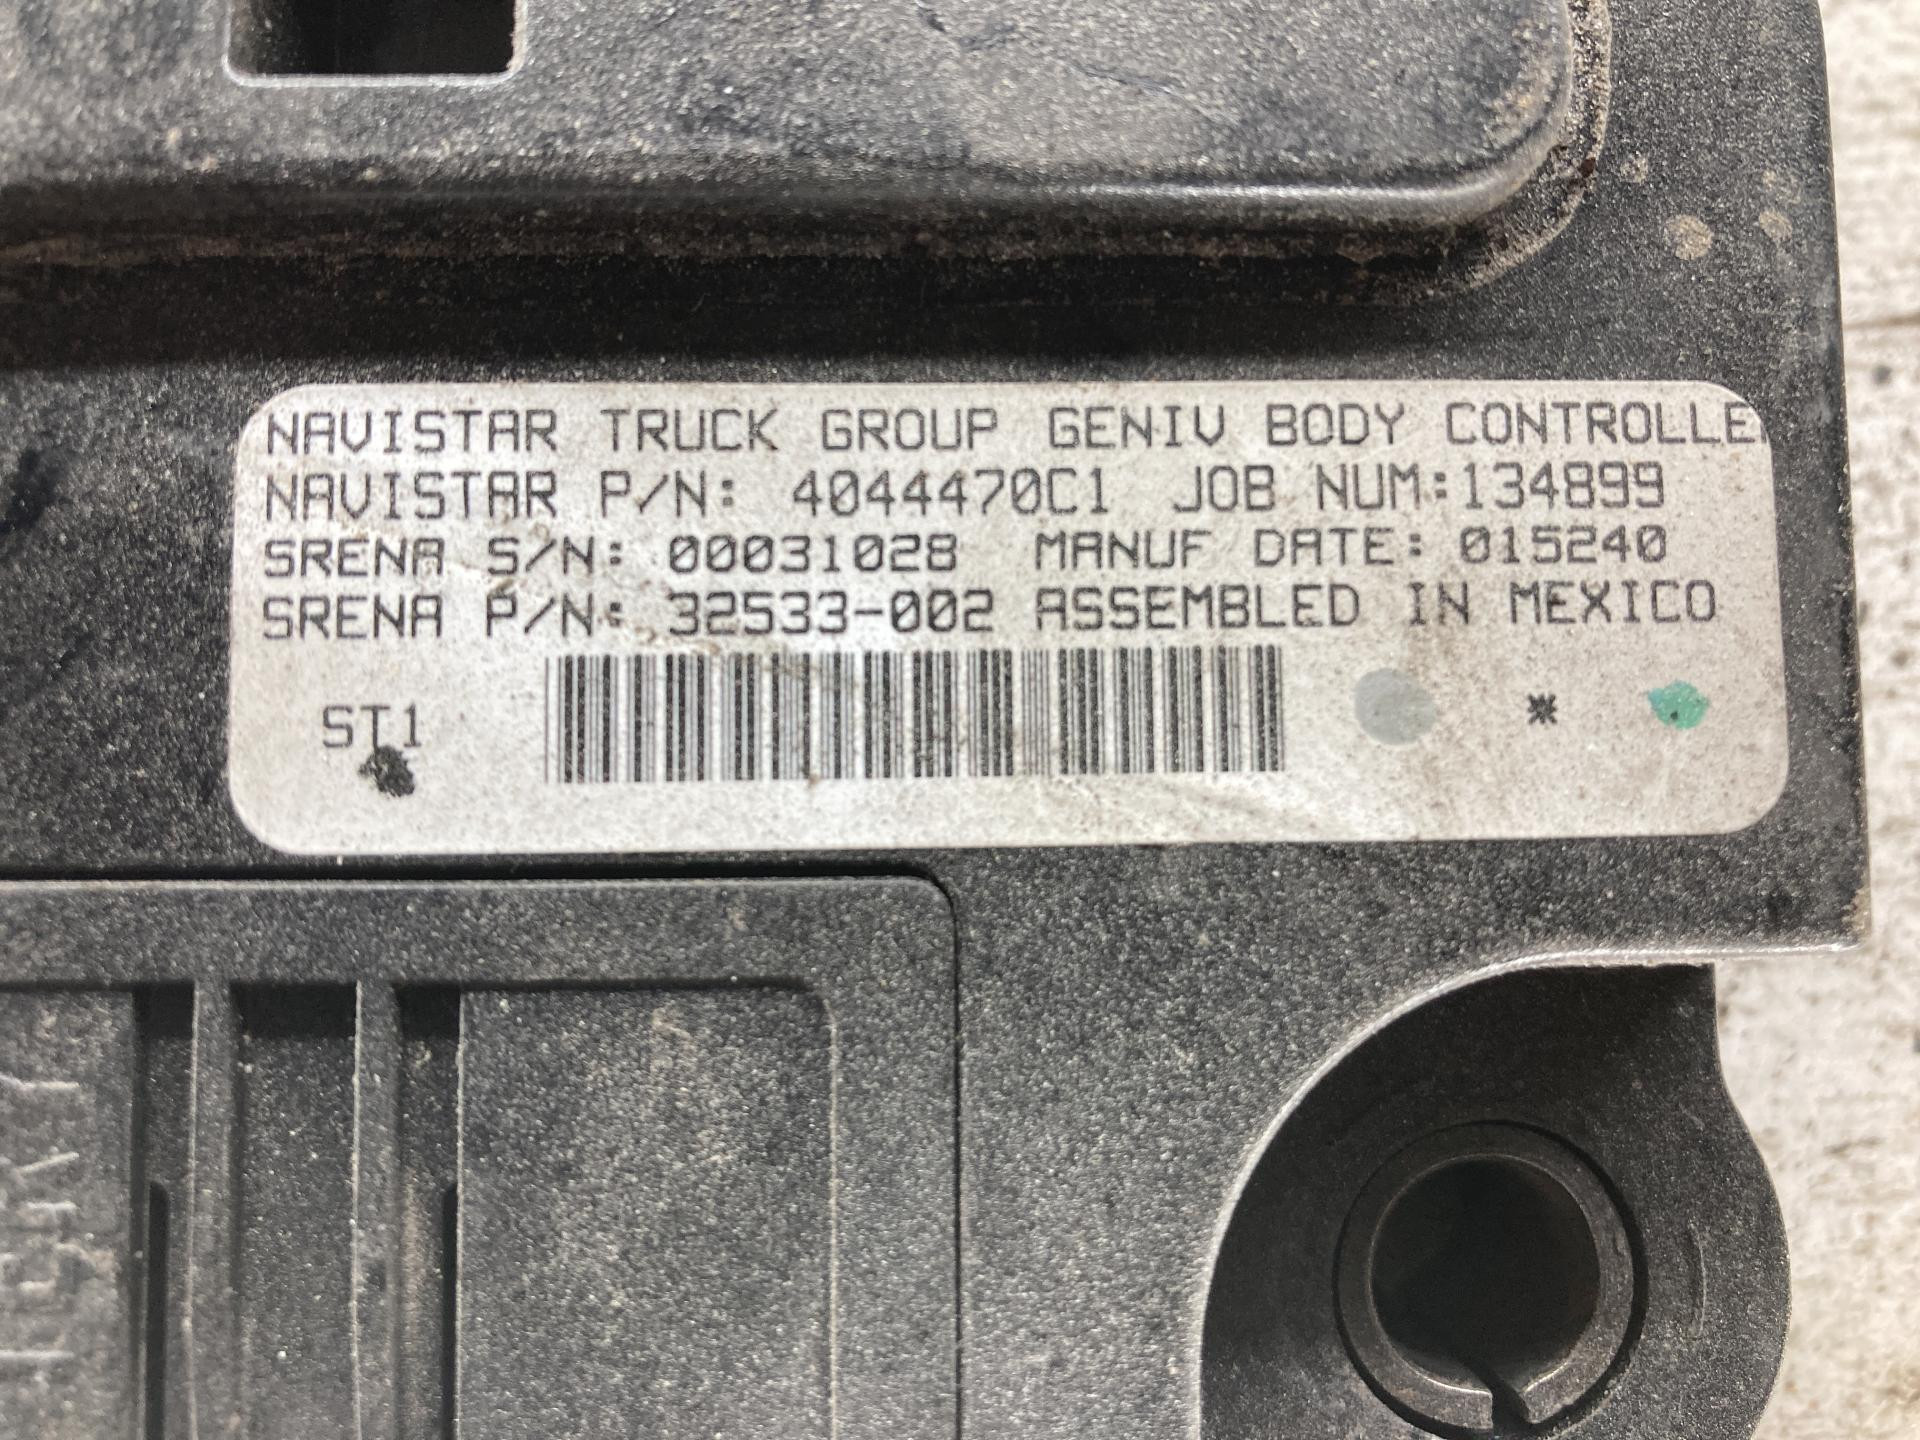 NAVISTAR TRUCK GROUP GENIV BODY CONTROLLE
NAVISTAR P/N: 4044470C1 JOB NUM:134899
SRENA S/N: 00031028 MANUF DATE: 015240
SRENA P/N: 32533-002 ASSEMBLED IN MEXICO
ST1
*